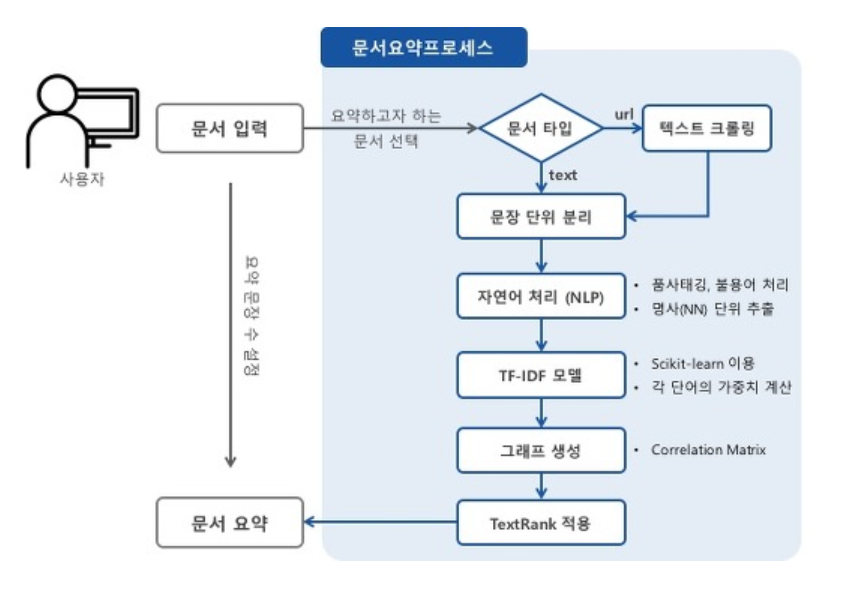 문서요약프로세스
사용자
문서 입력
요약하고자 하는
문서 선택
문서 타입
url
텍스트 크롤링
text
문장 단위 분리
요약 문장 수 설정
자연어 처리 (NLP)
• 품사태깅, 불용어 처리
• 명사(NN) 단위 추출
TF-IDF 모델
• Scikit-learn 이용
• 각 단어의 가중치 계산
그래프 생성
• Correlation Matrix
TextRank 적용
문서 요약